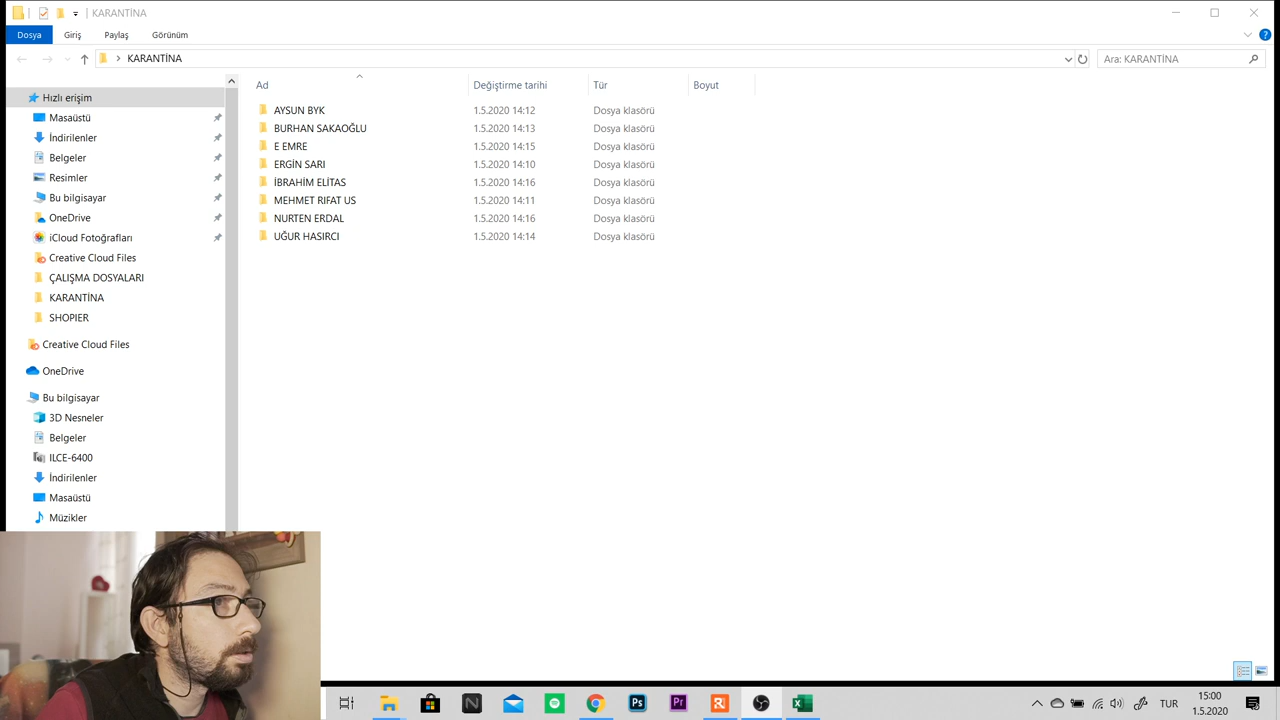 KARANTİNA
Dosya Giriş Paylaş Görünüm
KARANTİNA
Ara: KARANTİNA
Ad Değiştirme tarihi Tür Boyut
AYSUN BYK 1.5.2020 14:12 Dosya klasörü
BURHAN SAKAOĞLU 1.5.2020 14:13 Dosya klasörü
E EMRE 1.5.2020 14:15 Dosya klasörü
ERGİN SARI 1.5.2020 14:10 Dosya klasörü
İBRAHİM ELİTAS 1.5.2020 14:16 Dosya klasörü
MEHMET RIFAT US 1.5.2020 14:11 Dosya klasörü
NURTEN ERDAL 1.5.2020 14:16 Dosya klasörü
UĞUR HASIRCI 1.5.2020 14:14 Dosya klasörü
Hızlı erişim
Masaüstü
İndirilenler
Belgeler
Resimler
Bu bilgisayar
OneDrive
iCloud Fotoğrafları
Creative Cloud Files
ÇALIŞMA DOSYALARI
KARANTİNA
SHOPIER
Creative Cloud Files
OneDrive
Bu bilgisayar
3D Nesneler
Belgeler
ILCE-6400
İndirilenler
Masaüstü
Müzikler
N Ps Pr
TUR
15:00
1.5.2020